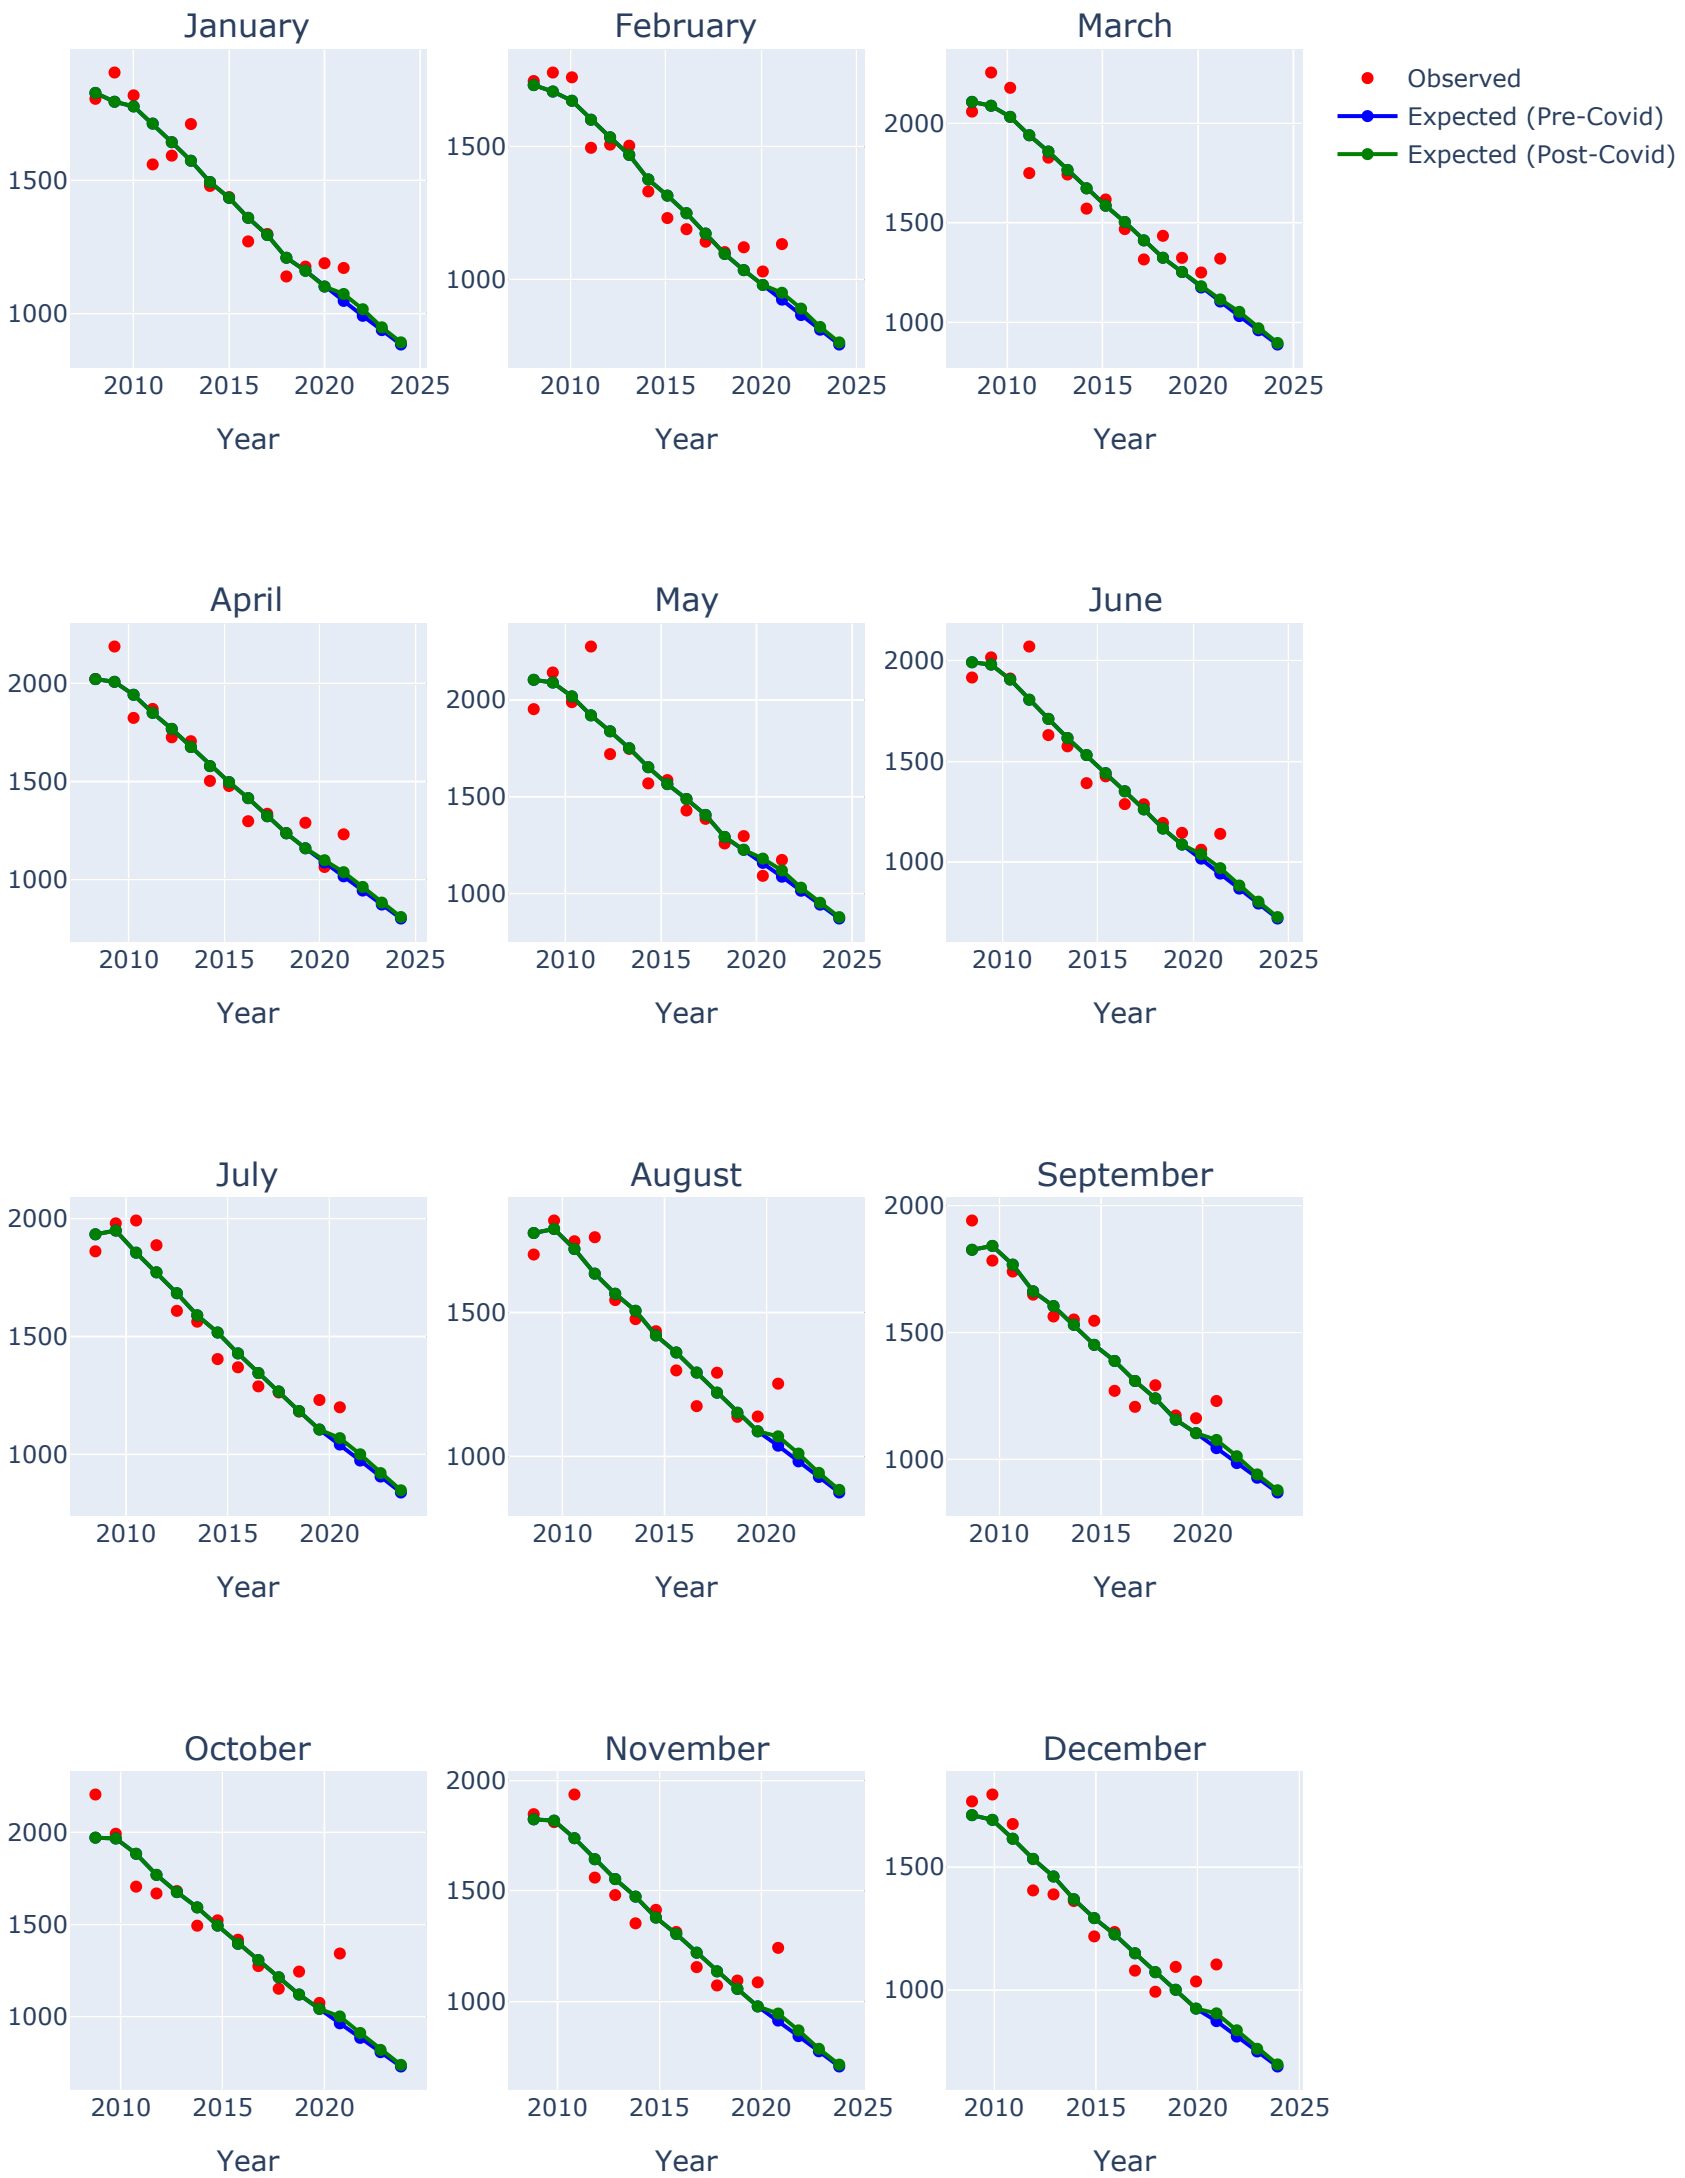 January February March
Observed
Expected (Pre-Covid)
Expected (Post-Covid)
1500 1500 2000
1000 1000 1500
1000
2010 2015 2020 2025 2010 2015 2020 2025 2010 2015 2020 2025
Year Year Year
April May June
2000 2000 2000
1500 1500 1500
1000 1000 1000
2010 2015 2020 2025 2010 2015 2020 2025 2010 2015 2020 2025
Year Year Year
July August September
2000 1500 2000
1500 1000 1500
1000 1000
2010 2015 2020 2010 2015 2020 2010 2015 2020
Year Year Year
October November December
2000 2000 1500
1500 1500 1000
1000 1000
2010 2015 2020 2010 2015 2020 2025 2010 2015 2020 2025
Year Year Year